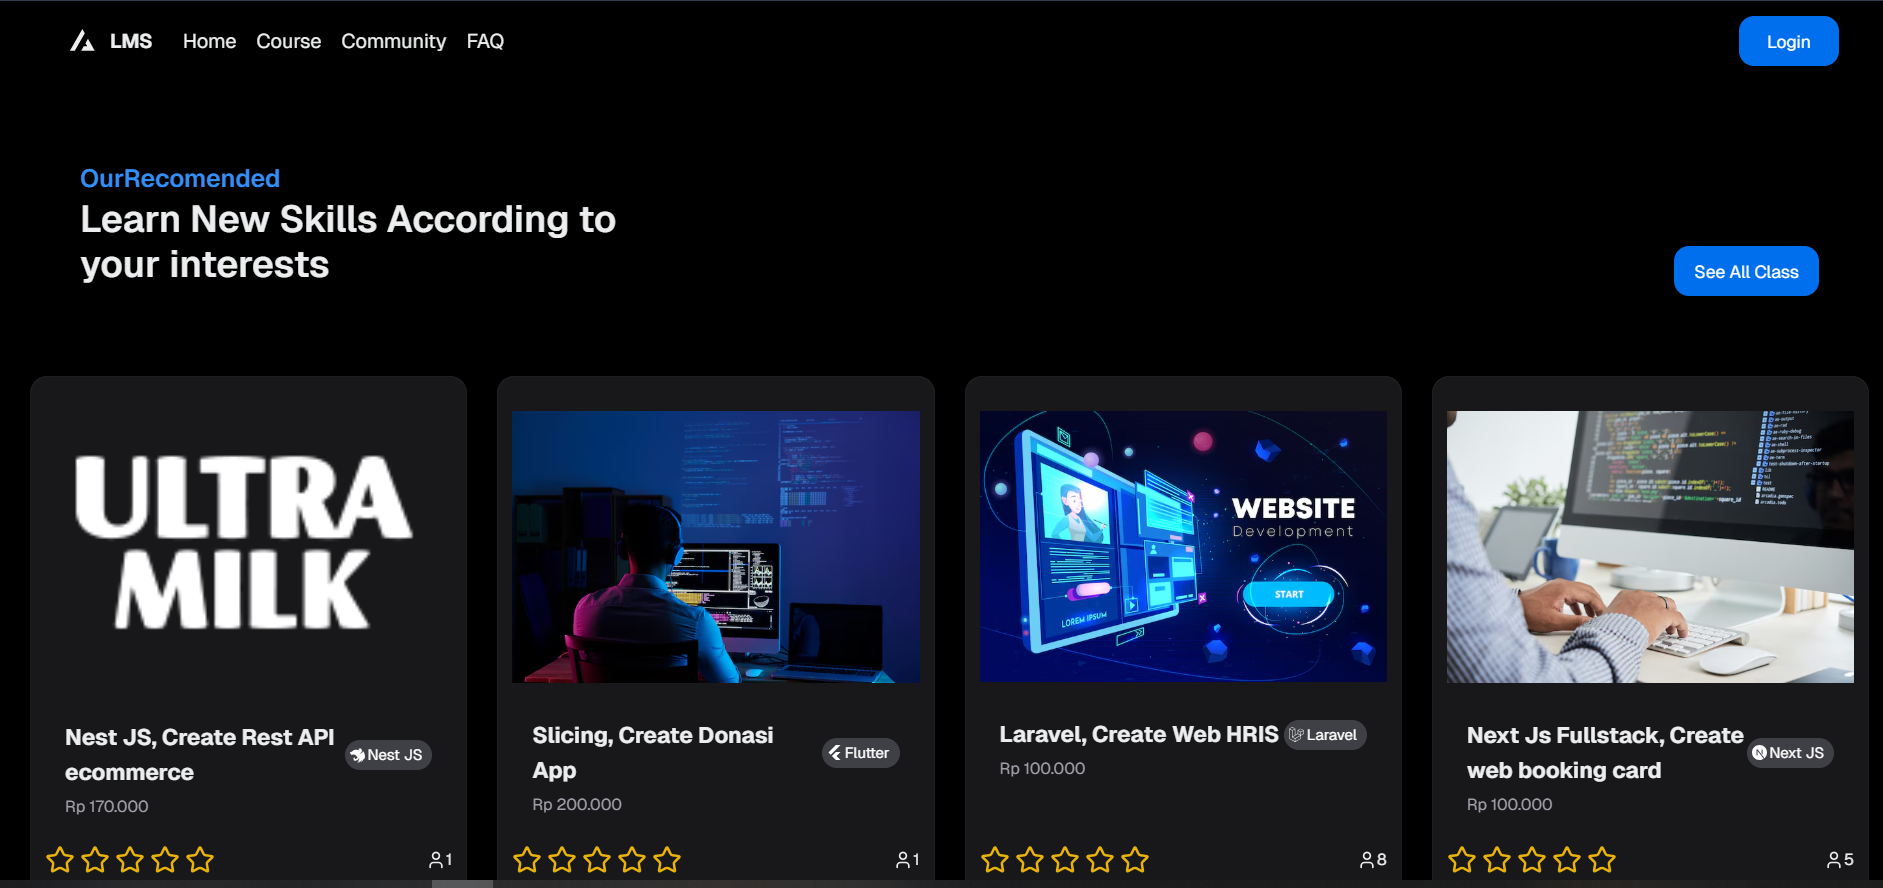 LMS Home Course Community FAQ Login
OurRecomended
Learn New Skills According to
your interests
See All Class
ULTRA
MILK
WEBSITE
Development
START
LOREM IPSUM
Nest JS, Create Rest API
ecommerce
Nest JS
Rp 170.000
1
Slicing, Create Donasi
App
Flutter
Rp 200.000
1
Laravel, Create Web HRIS
Laravel
Rp 100.000
8
Next Js Fullstack, Create
web booking card
Next JS
Rp 100.000
5